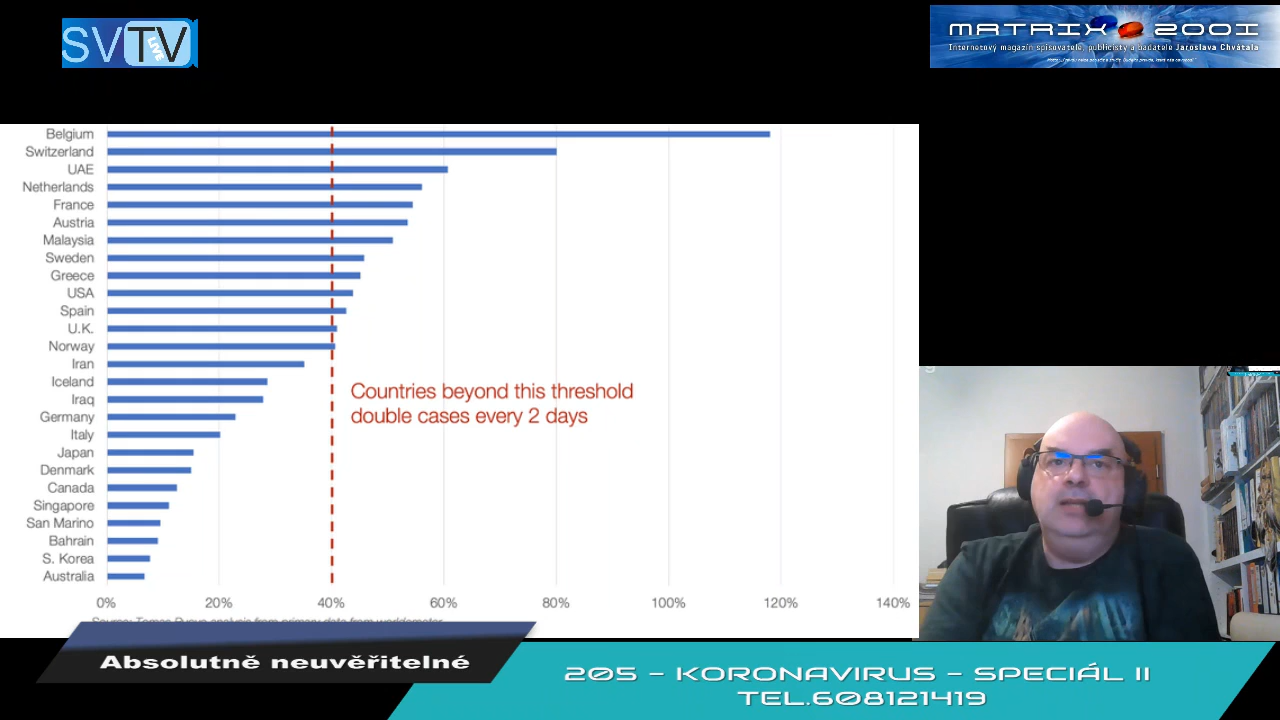 SVTV
LIVE
MATRIX 2001
Internetový magazín spisovatele, publicisty a badatele Jaroslava Chvátala
Belgium
Switzerland
UAE
Netherlands
France
Austria
Malaysia
Sweden
Greece
USA
Spain
U.K.
Norway
Iran
Iceland
Iraq
Germany
Italy
Japan
Denmark
Canada
Singapore
San Marino
Bahrain
S. Korea
Australia
Countries beyond this threshold
double cases every 2 days
0% 20% 40% 60% 80% 100% 120% 140%
Absolutně neuvěřitelné
205 - KORONAVIRUS - SPECIÁL II
TEL.608121419